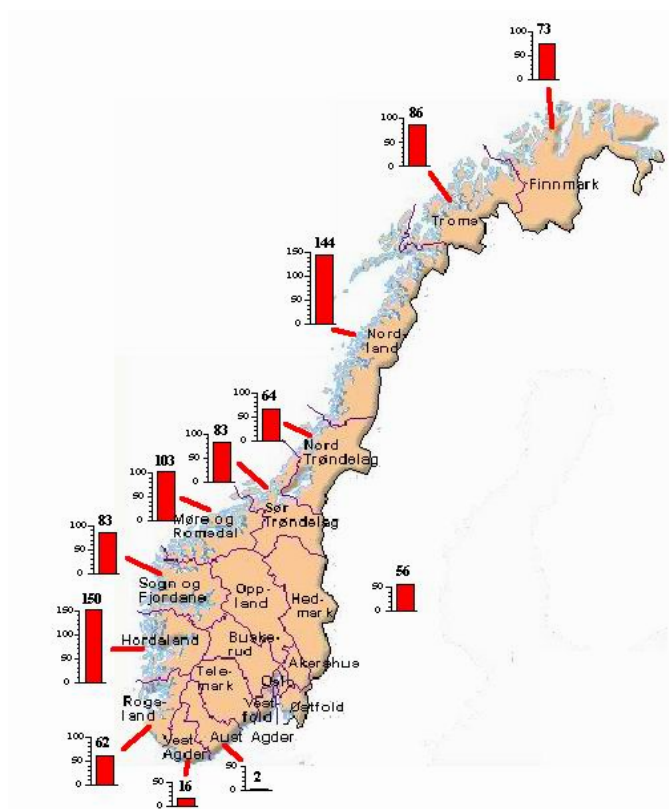 73
100
50
0
86
100
50
0
Finnmark
Troms
144
150
100
50
0
Nord-
land
64
100
50
0
83
100
50
0
Nord
Trøndelag
103
100
50
0
Sør
Trøndelag
Møre og
Romsdal
83
100
50
0
56
50
0
Sogn og
Fjordane
Opp-
land
Hed-
mark
150
150
100
50
0
Hordaland
Buske-
rud
Akershus
Tele-
mark
Oslo
Vest-
fold
Østfold
Roga-
land
Vest
Agder
Aust Agder
62
100
50
0
16
50
0
2
50
0